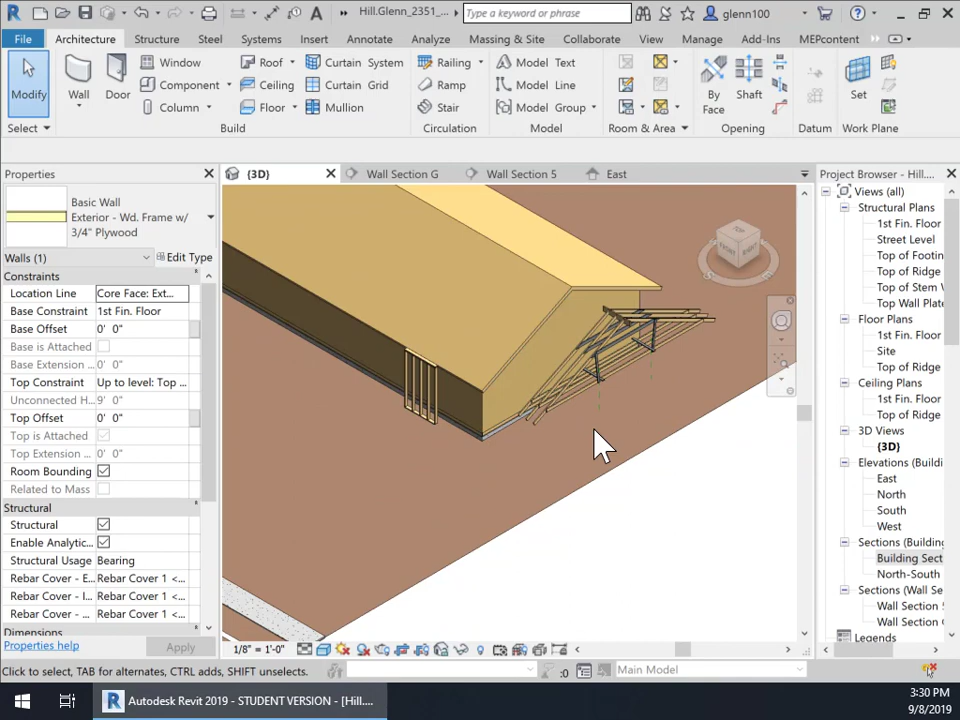 Hill.Glenn_2351_...
Type a keyword or phrase
glenn100
File Architecture Structure Steel Systems Insert Annotate Analyze Massing & Site Collaborate View Manage Add-Ins MEPcontent
Modify
Wall
Door
Window
Component
Column
Roof
Ceiling
Floor
Curtain System
Curtain Grid
Mullion
Railing
Ramp
Stair
Model Text
Model Line
Model Group
By
Face
Shaft
Set
Select Build Circulation Model Room & Area Opening Datum Work Plane
Properties
{3D} Wall Section G Wall Section 5 East
Project Browser - Hill....
Basic Wall
Exterior - Wd. Frame w/
3/4" Plywood
Walls (1) Edit Type
Constraints
Location Line Core Face: Ext...
Base Constraint 1st Fin. Floor
Base Offset 0' 0"
Base is Attached
Base Extension ... 0' 0"
Top Constraint Up to level: Top ...
Unconnected H... 9' 0"
Top Offset 0' 0"
Top is Attached
Top Extension ... 0' 0"
Room Bounding
Related to Mass
Structural
Structural
Enable Analytic...
Structural Usage Bearing
Rebar Cover - E... Rebar Cover 1 <...
Rebar Cover - I... Rebar Cover 1 <...
Rebar Cover - ... Rebar Cover 1 <...
Dimensions
Properties help Apply
TOP
FRONT
RIGHT
Views (all)
Structural Plans
1st Fin. Floor
Street Level
Top of Footin
Top of Ridge
Top of Stem
Top Wall Plate
Floor Plans
1st Fin. Floor
Site
Top of Ridge
Ceiling Plans
1st Fin. Floor
Top of Ridge
3D Views
{3D}
Elevations (Buildi
East
North
South
West
Sections (Building
Building Sect
North-South
Sections (Wall Se
Wall Section 5
Wall Section
Legends
1/8" = 1'-0"
Click to select, TAB for alternates, CTRL adds, SHIFT unselects.
:0
Main Model
Autodesk Revit 2019 - STUDENT VERSION - [Hill....
3:30 PM
9/8/2019